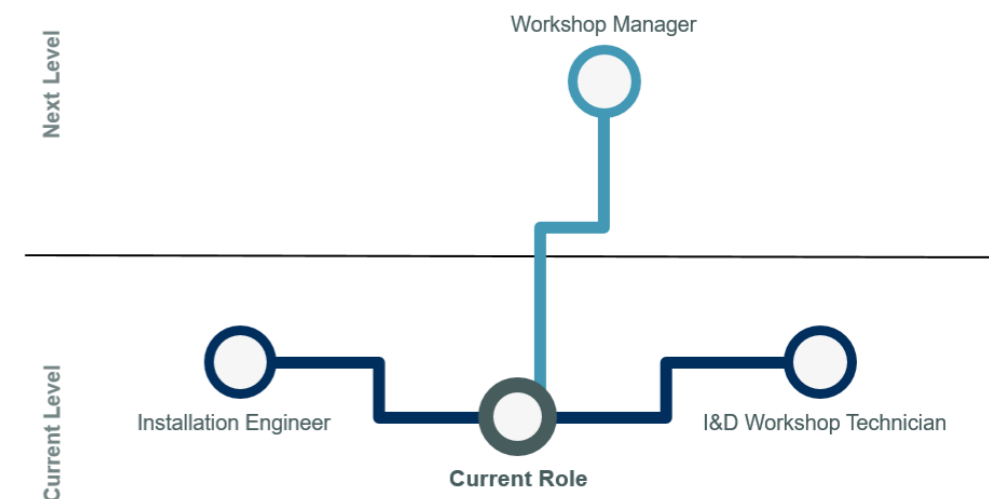 Workshop Manager
Next Level
Installation Engineer
I&D Workshop Technician
Current Level
Current Role